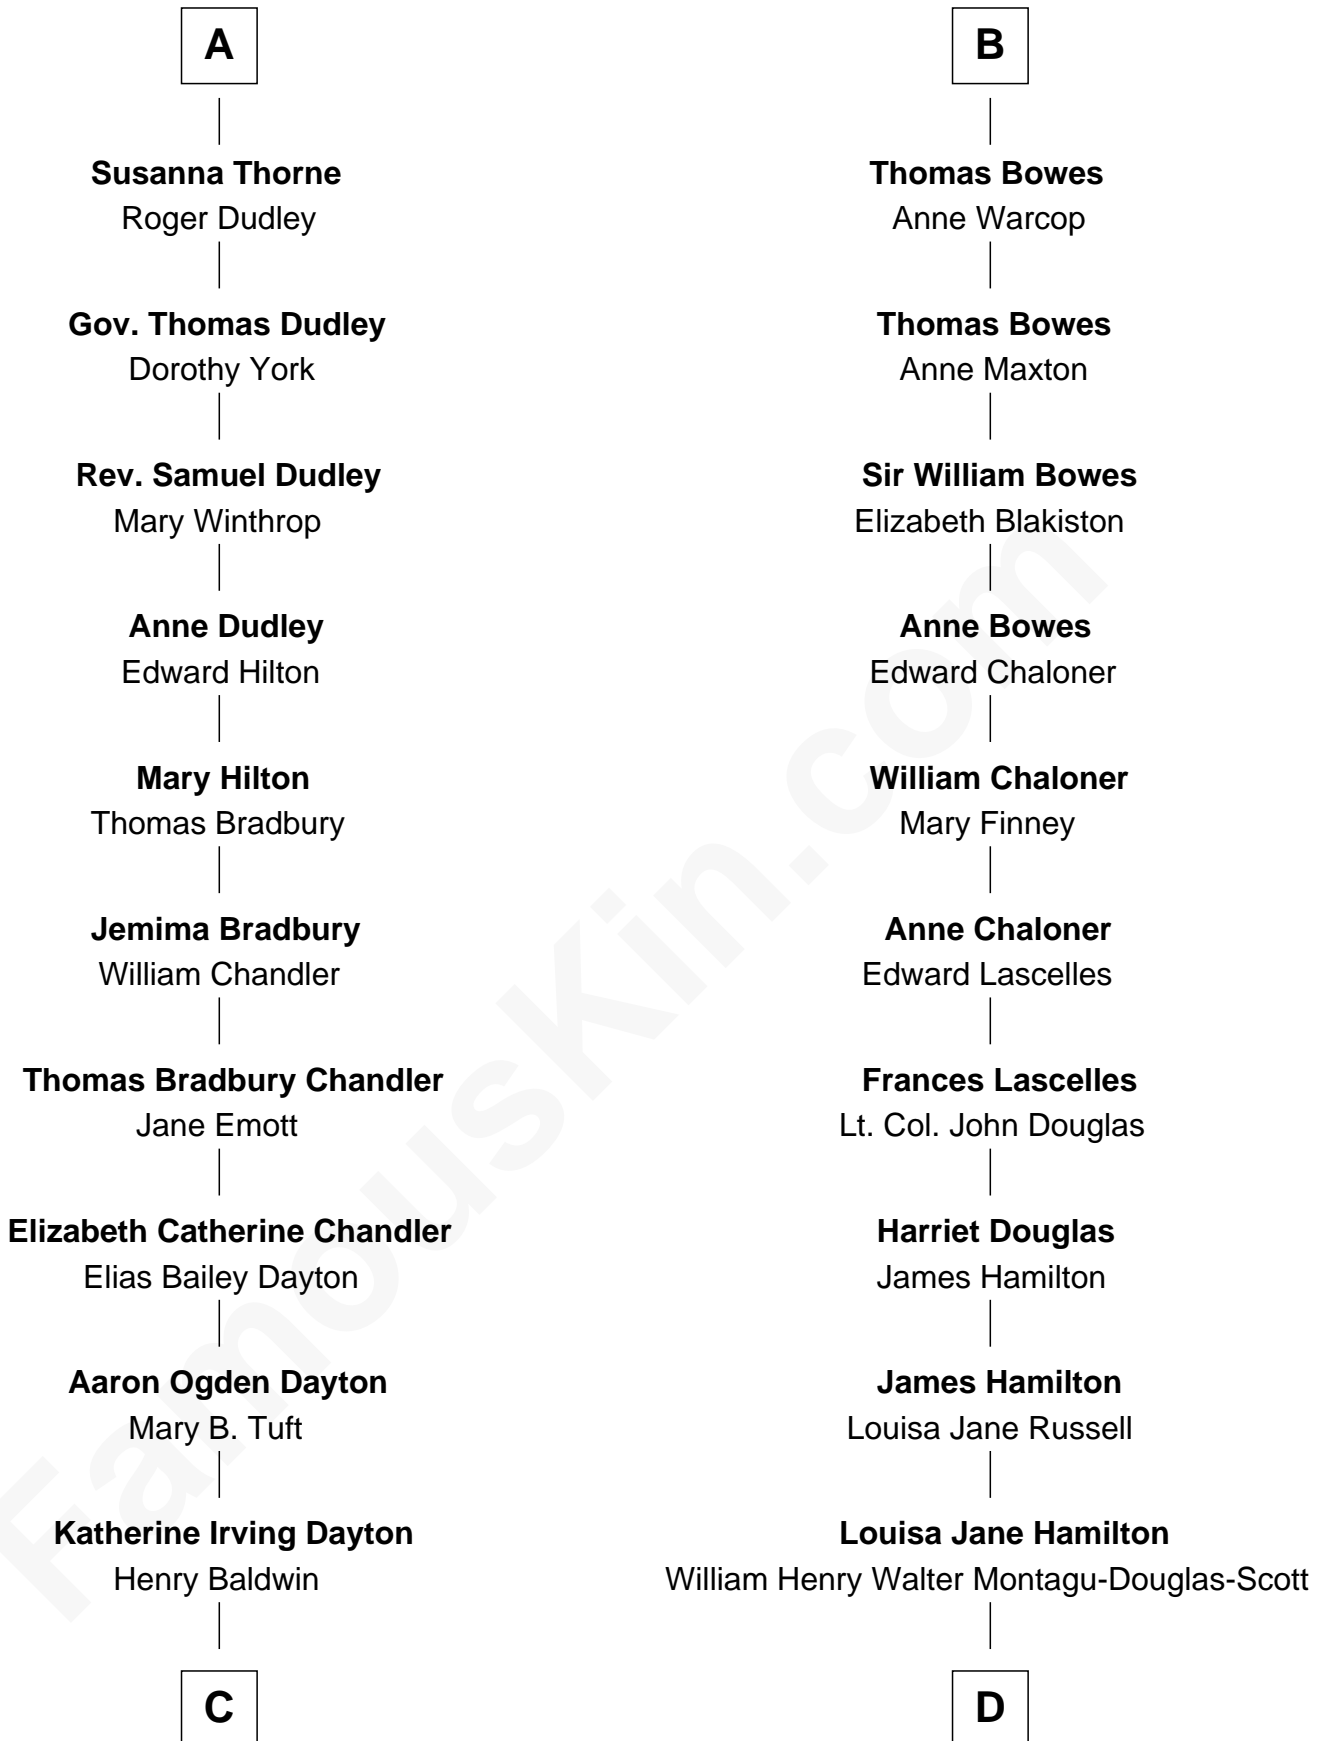 A
Susanna Thorne
Roger Dudley
Gov. Thomas Dudley
Dorothy York
Rev. Samuel Dudley
Mary Winthrop
Anne Dudley
Edward Hilton
Mary Hilton
Thomas Bradbury
Jemima Bradbury
William Chandler
Thomas Bradbury Chandler
Jane Emott
Elizabeth Catherine Chandler
Elias Bailey Dayton
Aaron Ogden Dayton
Mary B. Tuft
Katherine Irving Dayton
Henry Baldwin
C
B
Thomas Bowes
Anne Warcop
Thomas Bowes
Anne Maxton
Sir William Bowes
Elizabeth Blakiston
Anne Bowes
Edward Chaloner
William Chaloner
Mary Finney
Anne Chaloner
Edward Lascelles
Frances Lascelles
Lt. Col. John Douglas
Harriet Douglas
James Hamilton
James Hamilton
Louisa Jane Russell
Louisa Jane Hamilton
William Henry Walter Montagu-Douglas-Scott
D
FamousKin.com